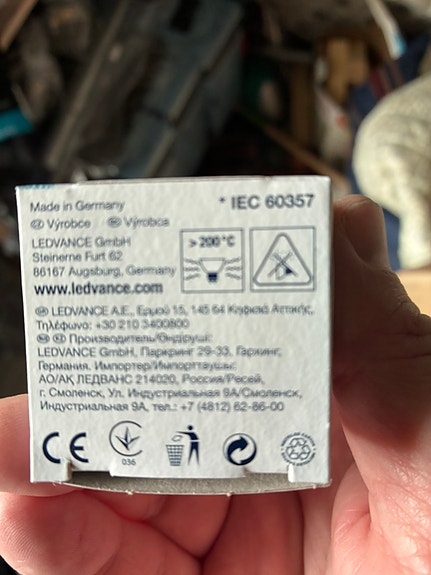 Made in Germany
* IEC 60357
CZ Výrobce SK Výrobca
LEDVANCE GmbH
Steinerne Furt 62
86167 Augsburg, Germany
www.ledvance.com
> 200 °C
LEDVANCE A.E., Ερμού 15, 145 64 Κηφισιά Αττικής,
Τηλέφωνο: +30 210 3400800
Производитель/Өндіруші:
LEDVANCE GmbH, Паркринг 29-33, Гархинг,
Германия. Импортер/Импорттаушы:
АО/АҚ ЛЕДВАНС 214020, Россия/Ресей,
г. Смоленск, Ул. Индустриальная 9А/Смоленск,
Индустриальная 9А, тел.: +7 (4812) 62-86-00
CE
036